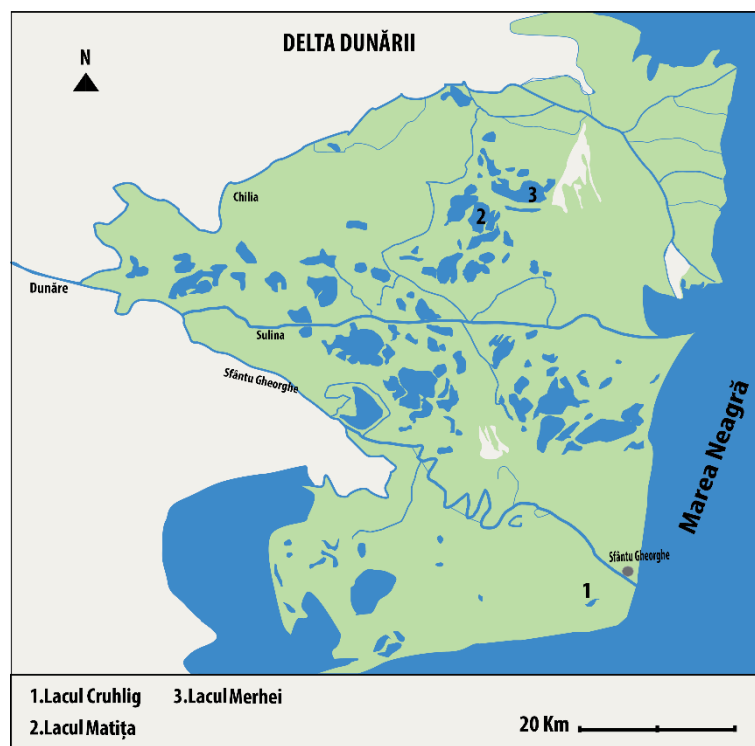 DELTA DUNĂRII
N
3
2
Chilia
Dunăre
Sulina
Sfântu Gheorghe
Marea Neagră
Sfântu Gheorghe
1
1.Lacul Cruhlig 3.Lacul Merhei
2.Lacul Matița
20 Km